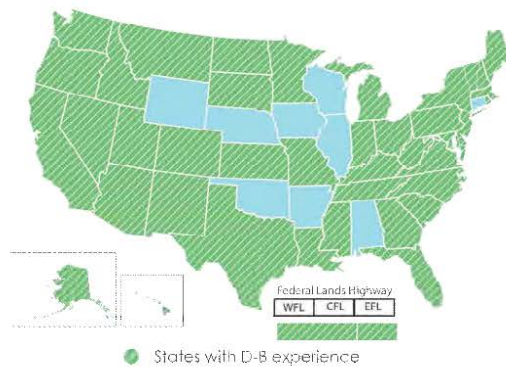 Federal Lands Highway
WFL CFL EFL
States with D-B experience